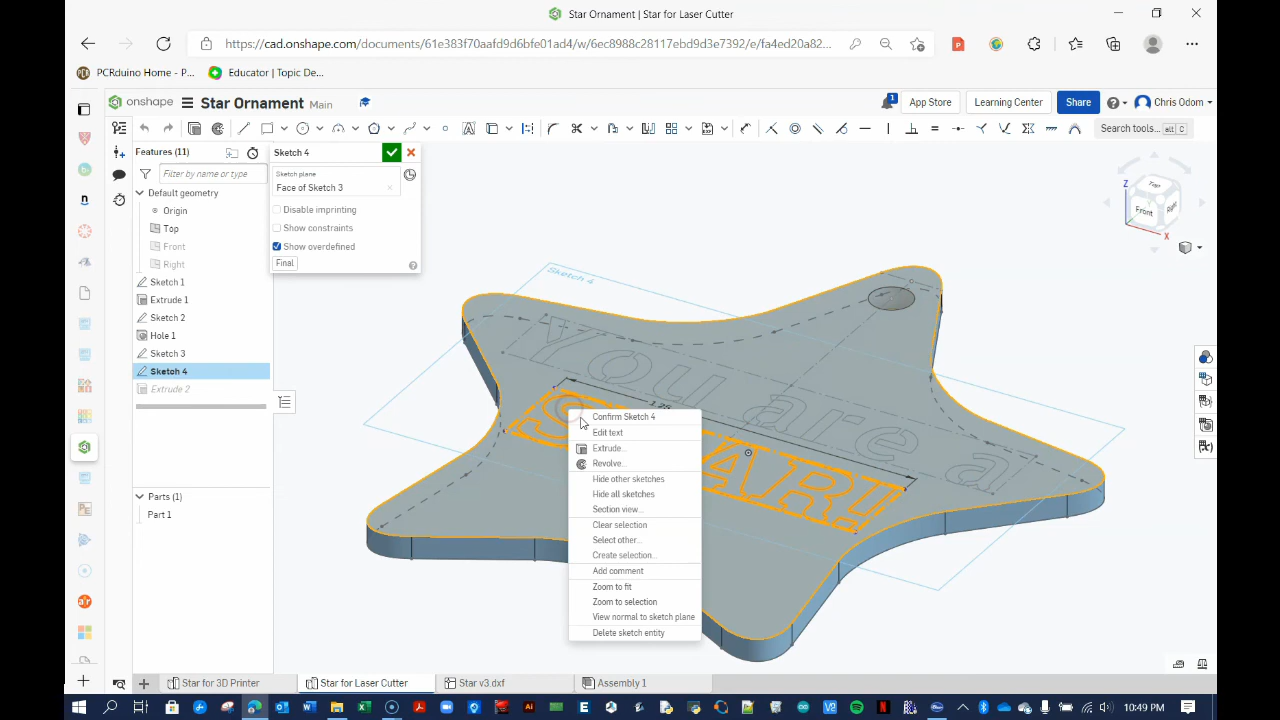 Star Ornament | Star for Laser Cutter
https://cad.onshape.com/documents/61e383f70aafd9d6bfe01ad4/w/6ec8988c28117ebd9d3e7392/e/fa4ed20a82...
PCRduino Home - P...
Educator | Topic De...
onshape
Star Ornament
Main
1
App Store
Learning Center
Share
Chris Odom
Search tools...
alt
C
Features (11)
Filter by name or type
Default geometry
Origin
Top
Front
Right
Sketch 1
Extrude 1
Sketch 2
Hole 1
Sketch 3
Sketch 4
Extrude 2
Parts (1)
Part 1
Sketch 4
Sketch plane
Face of Sketch 3
Disable imprinting
Show constraints
Show overdefined
Final
Sketch 4
You are a
1.25
Confirm Sketch 4
Edit text
Extrude...
Revolve...
Hide other sketches
Hide all sketches
Section view...
Clear selection
Select other...
Create selection...
Add comment
Zoom to fit
Zoom to selection
View normal to sketch plane
Delete sketch entity
Z
X
Top
Front
Right
Star for 3D Printer
Star for Laser Cutter
Star v3.dxf
Assembly 1
10:49 PM